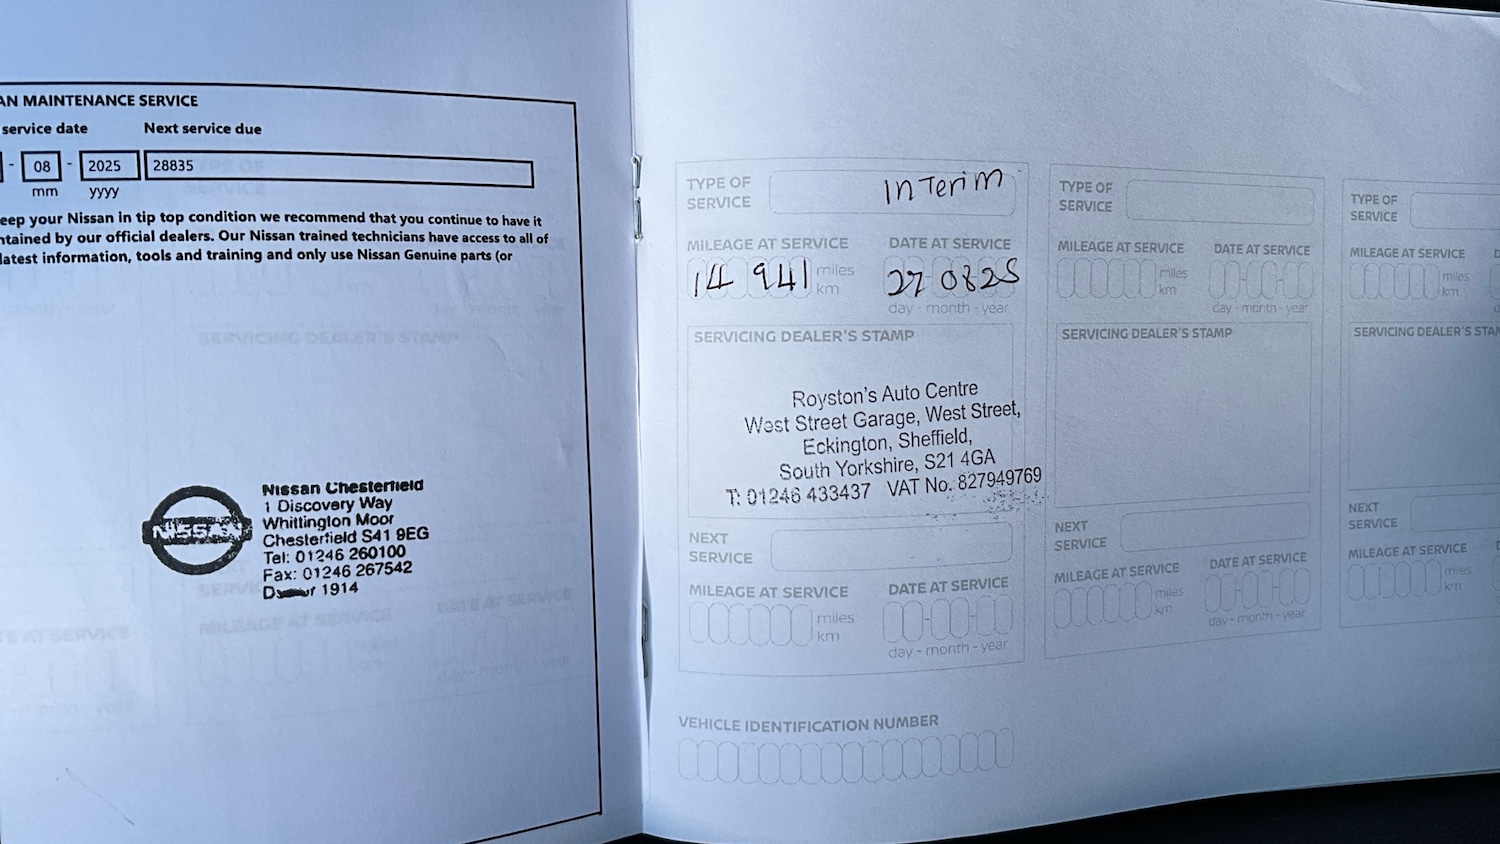 AN MAINTENANCE SERVICE
service date Next service due
- 08 - 2025 28835
mm yyyy
eep your Nissan in tip top condition we recommend that you continue to have it
ntained by our official dealers. Our Nissan trained technicians have access to all of
latest information, tools and training and only use Nissan Genuine parts (or
NISSAN
Nissan Chesterfield
1 Discovery Way
Whittington Moor
Chesterfield S41 9EG
Tel: 01246 260100
Fax: 01246 267542
1914
TYPE OF
SERVICE
InTerim
MILEAGE AT SERVICE DATE AT SERVICE
14 941 miles
km
27 08 25
day - month - year
SERVICING DEALER'S STAMP
Royston's Auto Centre
West Street Garage, West Street,
Eckington, Sheffield,
South Yorkshire, S21 4GA
T: 01246 433437 VAT No. 827949769
NEXT
SERVICE
MILEAGE AT SERVICE DATE AT SERVICE
miles
km
day - month - year
VEHICLE IDENTIFICATION NUMBER
TYPE OF
SERVICE
MILEAGE AT SERVICE DATE AT SERVICE
miles
km
day - month - year
SERVICING DEALER'S STAMP
NEXT
SERVICE
MILEAGE AT SERVICE DATE AT SERVICE
miles
km
day - month - year
TYPE OF
SERVICE
MILEAGE AT SERVICE D
miles
km
SERVICING DEALER'S STAM
NEXT
SERVICE
MILEAGE AT SERVICE
miles
km